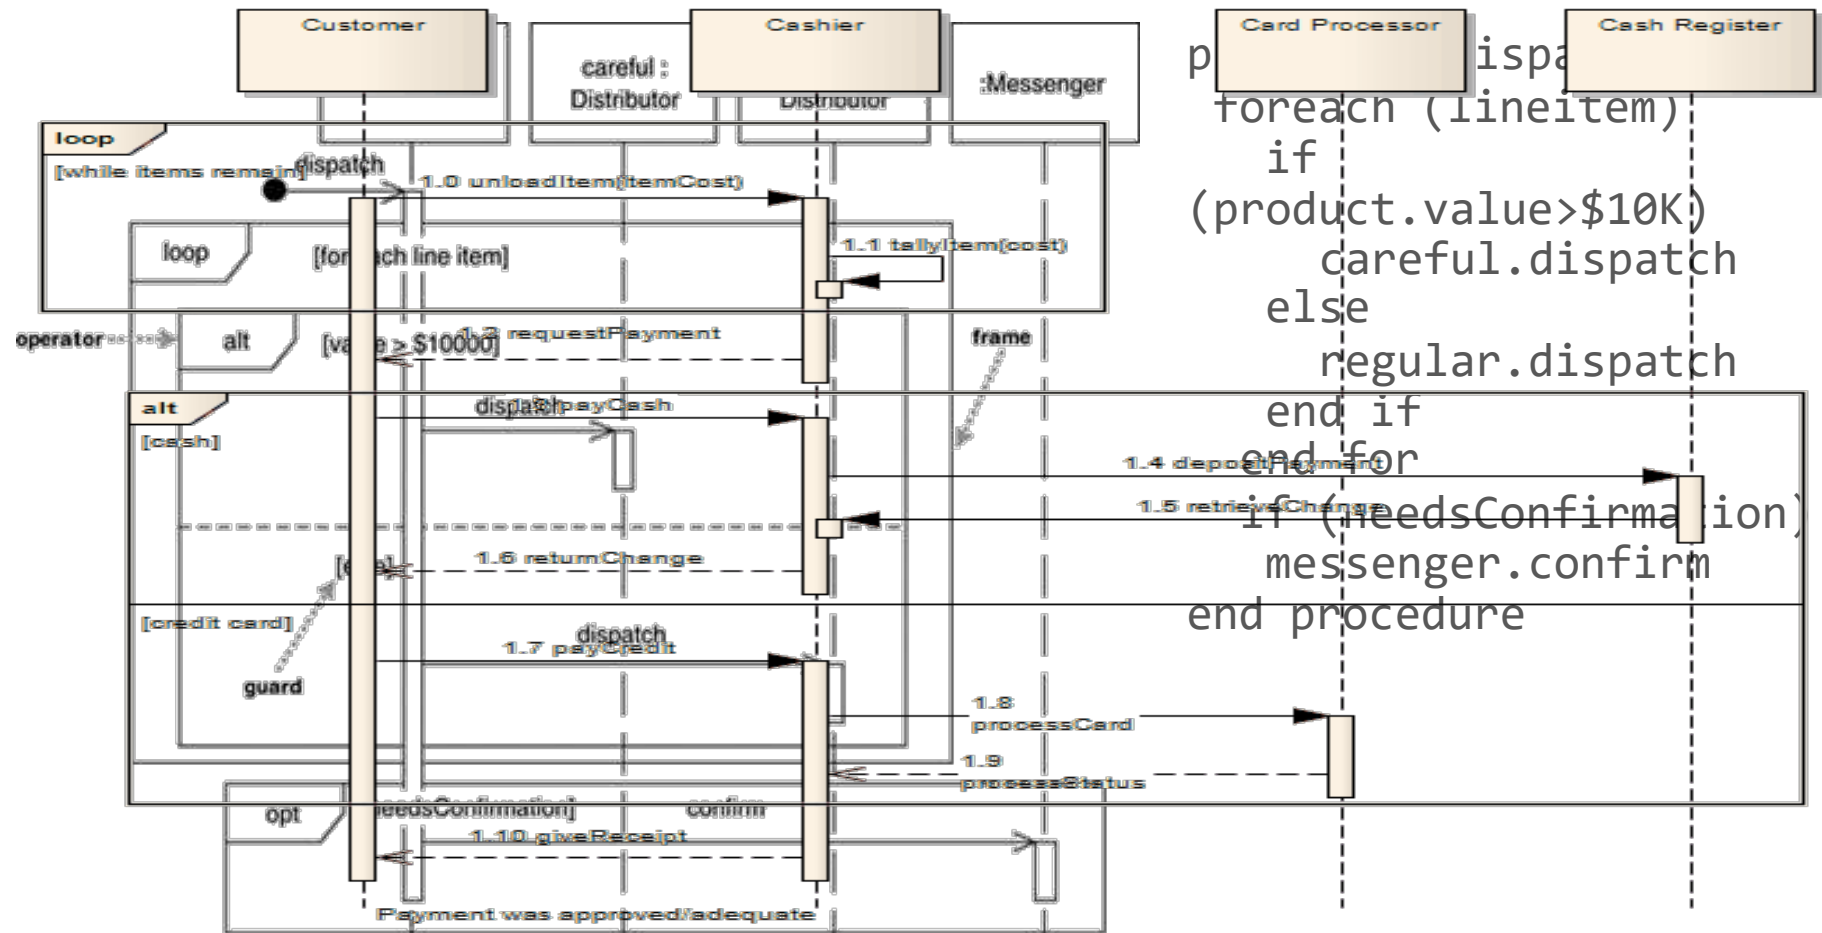 Customer
Cashier
Card Processor
Cash Register
careful :
Distributor
Distributor
:Messenger
foreach (lineitem)
if
(product.value>$10K)
careful.dispatch
else
regular.dispatch
end if
end for
if (needsConfirmation)
messenger.confirm
end procedure
loop
[while items remain]
dispatch
1.0 unloadItem(itemCost)
loop
line item]
1.1 tallyItem(cost)
operator
alt
> $10000]
requestPayment
frame
alt
dispatch
payCash
[cash]
1.4 depositPayment
1.5 retrieveChange
1.6 returnChange
[credit card]
dispatch
1.7 payCredit
guard
1.8
processCard
1.9
processStatus
opt
confirm
1.10 giveReceipt
Payment was approved/adequate